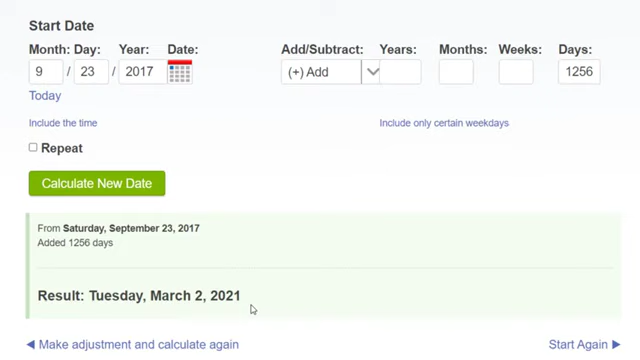 Start Date
Month: Day: Year: Date: Add/Subtract: Years: Months: Weeks: Days:
9 / 23 / 2017 (+) Add 1256
Today
Include the time Include only certain weekdays
Repeat
Calculate New Date
From Saturday, September 23, 2017
Added 1256 days
Result: Tuesday, March 2, 2021
Make adjustment and calculate again Start Again